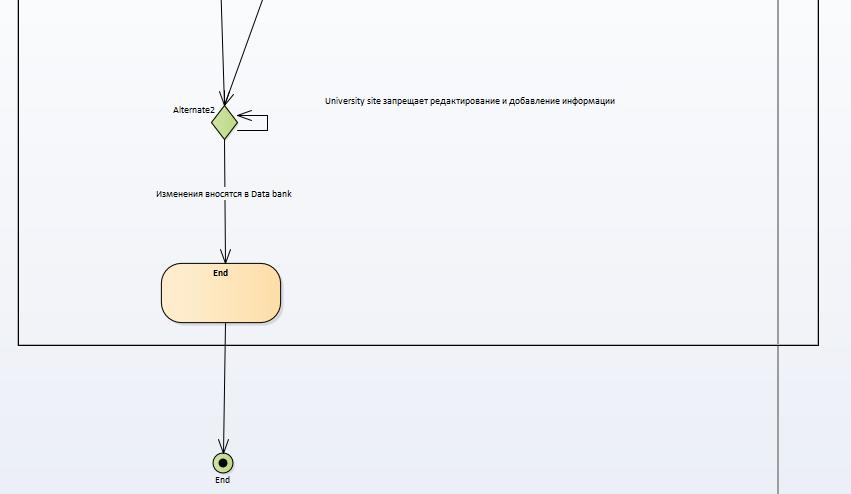 University site запрещает редактирование и добавление информации
Alternate2
Изменения вносятся в Data bank
End
End